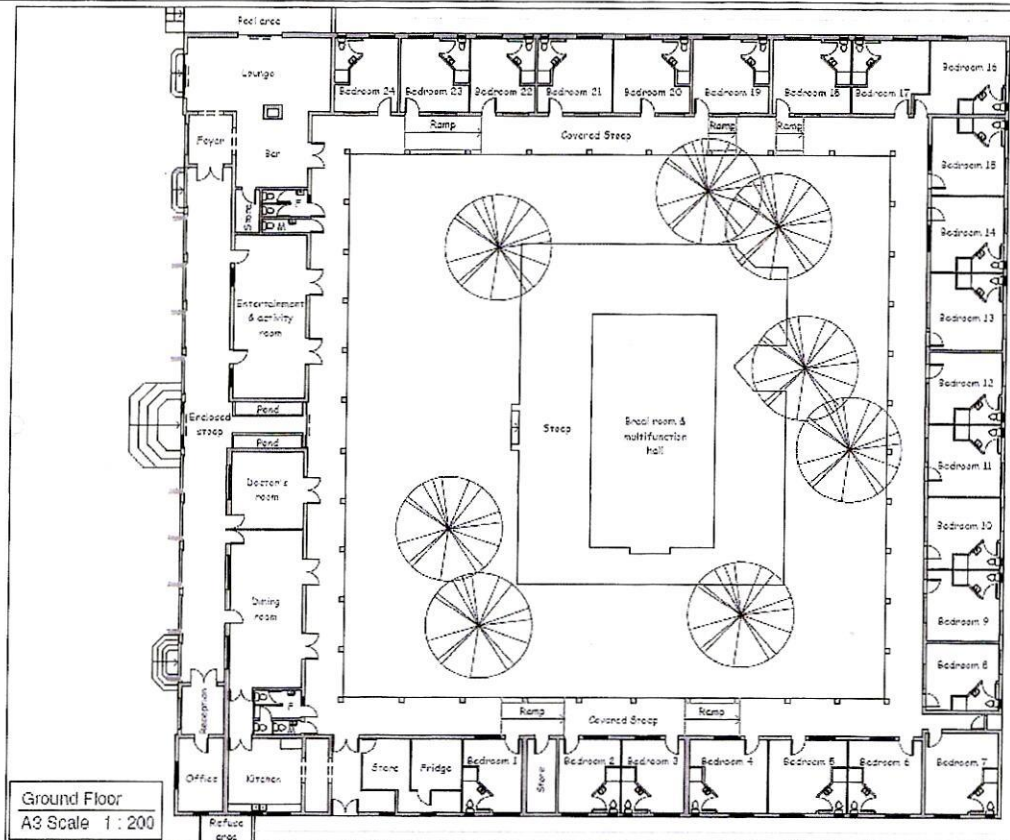 Pool area
Lounge
Bedroom 24
Bedroom 23
Bedroom 22
Bedroom 21
Bedroom 20
Bedroom 19
Bedroom 18
Bedroom 17
Bedroom 16
Foyer
Bar
Ramp
Covered Stoep
Ramp
Ramp
Store
F
M
Bedroom 15
Bedroom 14
Bedroom 13
Entertainment
& activity
room
Bedroom 12
Bedroom 11
Enclosed
stoep
Pond
Pond
Stoep
Braai room &
multifunction
hall
Doctor's
room
Bedroom 10
Bedroom 9
Dining
room
Bedroom 8
Reception
F
M
Ramp
Covered Stoep
Ramp
Office
Kitchen
Store
Fridge
Bedroom 1
Store
Bedroom 2
Bedroom 3
Bedroom 4
Bedroom 5
Bedroom 6
Bedroom 7
Refuse
area
Ground Floor
A3 Scale 1 : 200